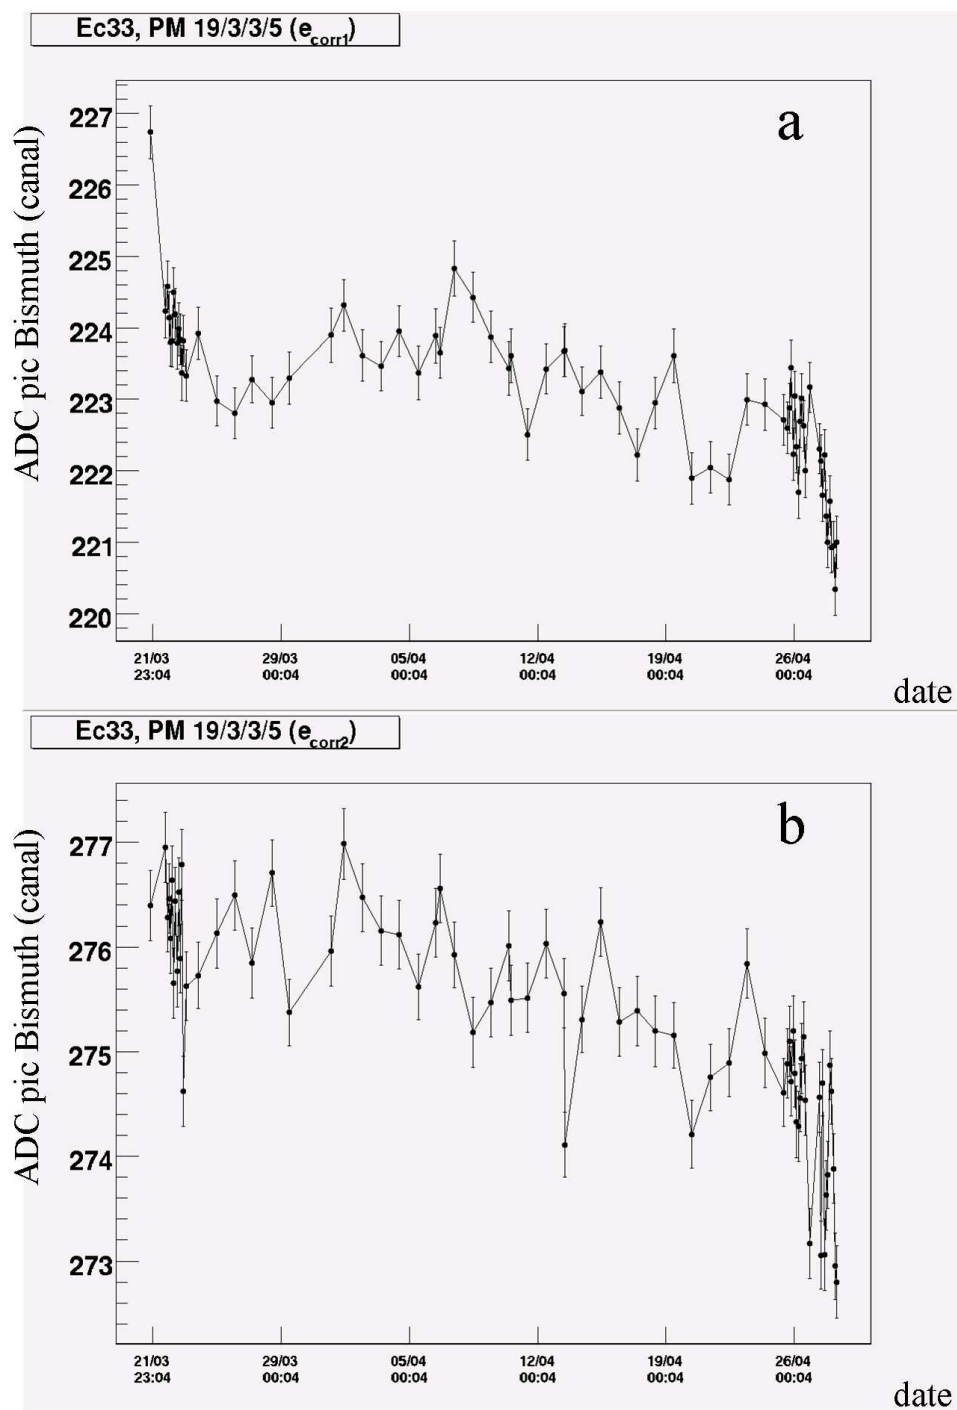 Ec33, PM 19/3/3/5 (e_corr1)
a
ADC pic Bismuth (canal)
227
226
225
224
223
222
221
220
21/03 29/03 05/04 12/04 19/04 26/04
23:04 00:04 00:04 00:04 00:04 00:04
date
Ec33, PM 19/3/3/5 (e_corr2)
b
ADC pic Bismuth (canal)
277
276
275
274
273
21/03 29/03 05/04 12/04 19/04 26/04
23:04 00:04 00:04 00:04 00:04 00:04
date